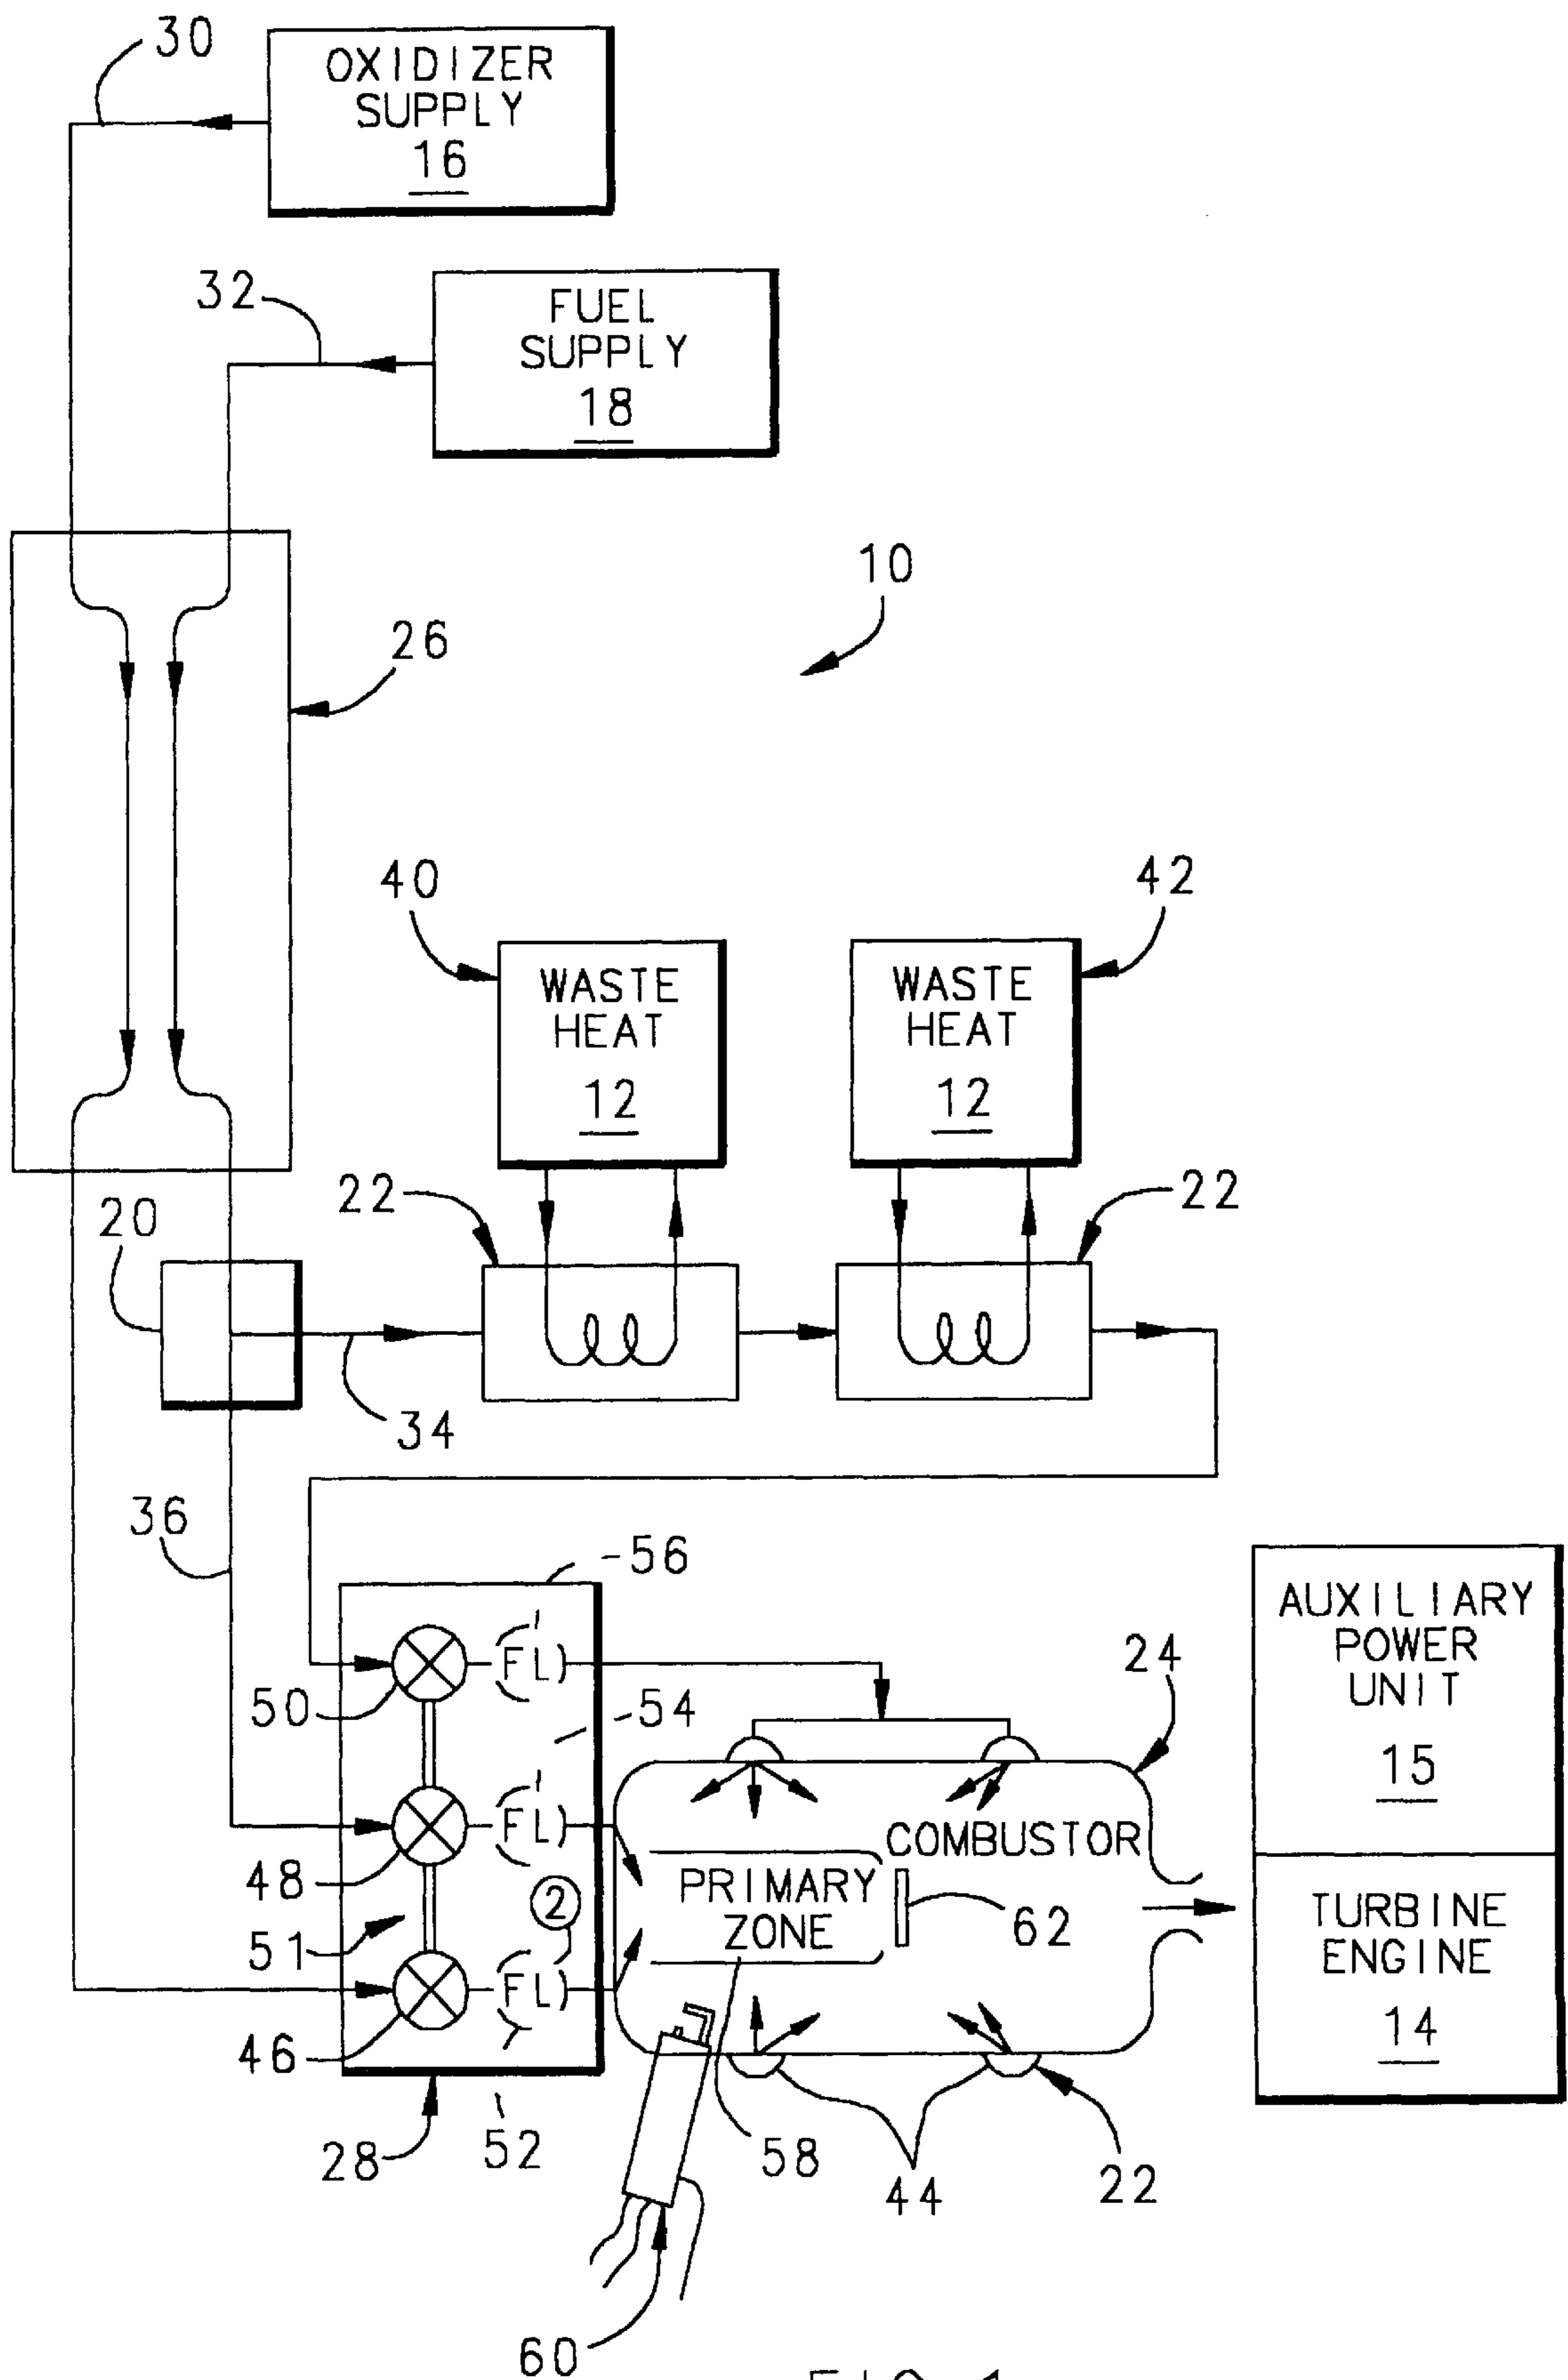 30
OXIDIZER
SUPPLY
16
32
FUEL
SUPPLY
18
10
26
40
42
WASTE
HEAT
12
WASTE
HEAT
12
22
22
20
34
36
56
AUXILIARY
POWER
UNIT
15
24
FL
50
54
FL
COMBUSTOR
48
PRIMARY
ZONE
2
62
TURBINE
ENGINE
14
51
FL
46
28
52
58
44
22
60